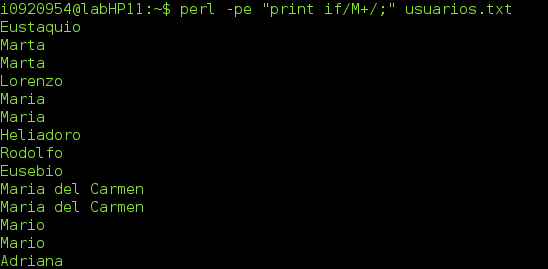 i0920954@labHP11:~$ perl -pe "print if/M+/;" usuarios.txt
Eustaquio
Marta
Marta
Lorenzo
Maria
Maria
Heliadoro
Rodolfo
Eusebio
Maria del Carmen
Maria del Carmen
Mario
Mario
Adriana